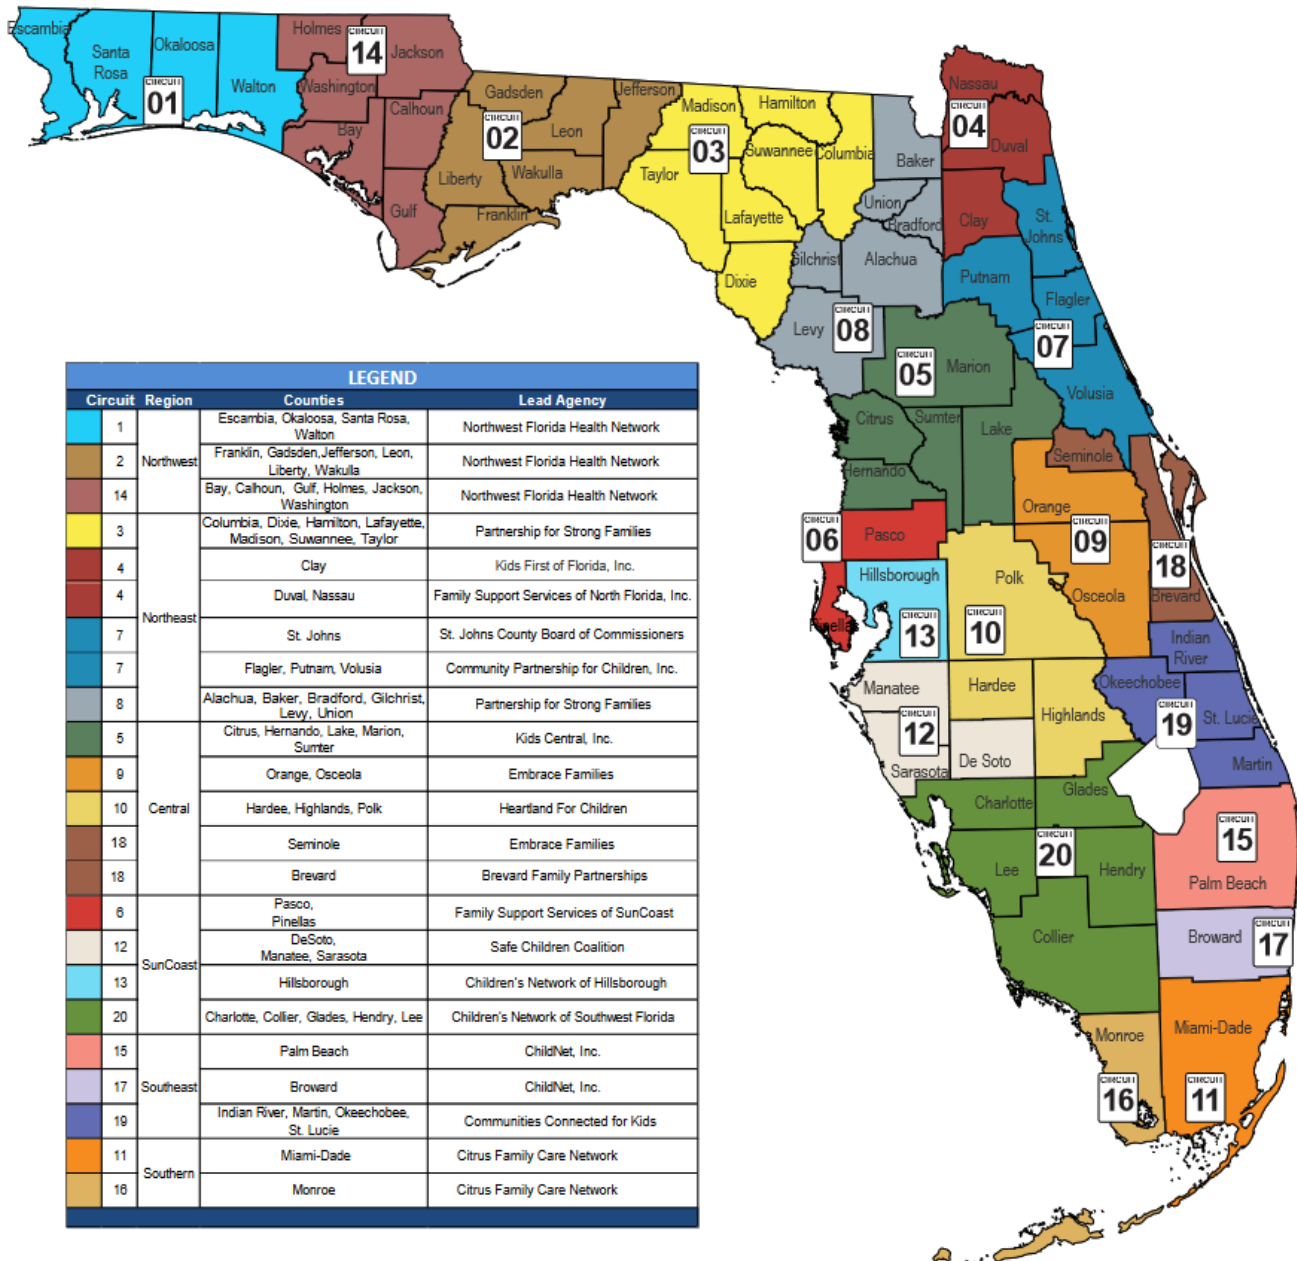 Escambia
Santa
Rosa
Okaloosa
Walton
CIRCUIT
01
Holmes
CIRCUIT
14
Jackson
Washington
Calhoun
Bay
Gulf
Gadsden
CIRCUIT
02
Leon
Jefferson
Liberty
Wakulla
Franklin
Madison
Hamilton
CIRCUIT
03
Suwannee
Columbia
Taylor
Lafayette
Dixie
Nassau
CIRCUIT
04
Duval
Clay
Baker
Union
Bradford
Gilchrist
Alachua
Levy
CIRCUIT
08
St.
Johns
Putnam
Flagler
CIRCUIT
07
Volusia
CIRCUIT
05
Marion
Citrus
Sumter
Lake
Hernando
Seminole
Orange
CIRCUIT
09
Osceola
CIRCUIT
18
Brevard
CIRCUIT
06
Pasco
Pinellas
Hillsborough
CIRCUIT
13
Polk
CIRCUIT
10
Hardee
Highlands
Indian
River
Okeechobee
St. Lucie
CIRCUIT
19
Martin
Manatee
CIRCUIT
12
Sarasota
De Soto
Charlotte
Glades
CIRCUIT
20
Lee
Hendry
Collier
CIRCUIT
15
Palm Beach
Broward
CIRCUIT
17
Monroe
CIRCUIT
16
Miami-Dade
CIRCUIT
11
LEGEND
Circuit Region Counties Lead Agency
1 Escambia, Okaloosa, Santa Rosa,
Walton Northwest Florida Health Network
Northwest
2 Franklin, Gadsden,Jefferson, Leon,
Liberty, Wakulla Northwest Florida Health Network
14 Bay, Calhoun, Gulf, Holmes, Jackson,
Washington Northwest Florida Health Network
3 Columbia, Dixie, Hamilton, Lafayette,
Madison, Suwannee, Taylor Partnership for Strong Families
4 Clay Kids First of Florida, Inc.
4 Duval, Nassau Family Support Services of North Florida, Inc.
Northeast
7 St. Johns St. Johns County Board of Commissioners
7 Flagler, Putnam, Volusia Community Partnership for Children, Inc.
8 Alachua, Baker, Bradford, Gilchrist,
Levy, Union Partnership for Strong Families
5 Citrus, Hernando, Lake, Marion,
Sumter Kids Central, Inc.
9 Orange, Osceola Embrace Families
10 Central Hardee, Highlands, Polk Heartland For Children
18 Seminole Embrace Families
18 Brevard Brevard Family Partnerships
6 Pasco,
Pinellas Family Support Services of SunCoast
12 DeSoto,
Manatee, Sarasota Safe Children Coalition
SunCoast
13 Hillsborough Children's Network of Hillsborough
20 Charlotte, Collier, Glades, Hendry, Lee Children's Network of Southwest Florida
15 Palm Beach ChildNet, Inc.
17 Southeast Broward ChildNet, Inc.
19 Indian River, Martin, Okeechobee,
St. Lucie Communities Connected for Kids
11 Miami-Dade Citrus Family Care Network
Southern
16 Monroe Citrus Family Care Network